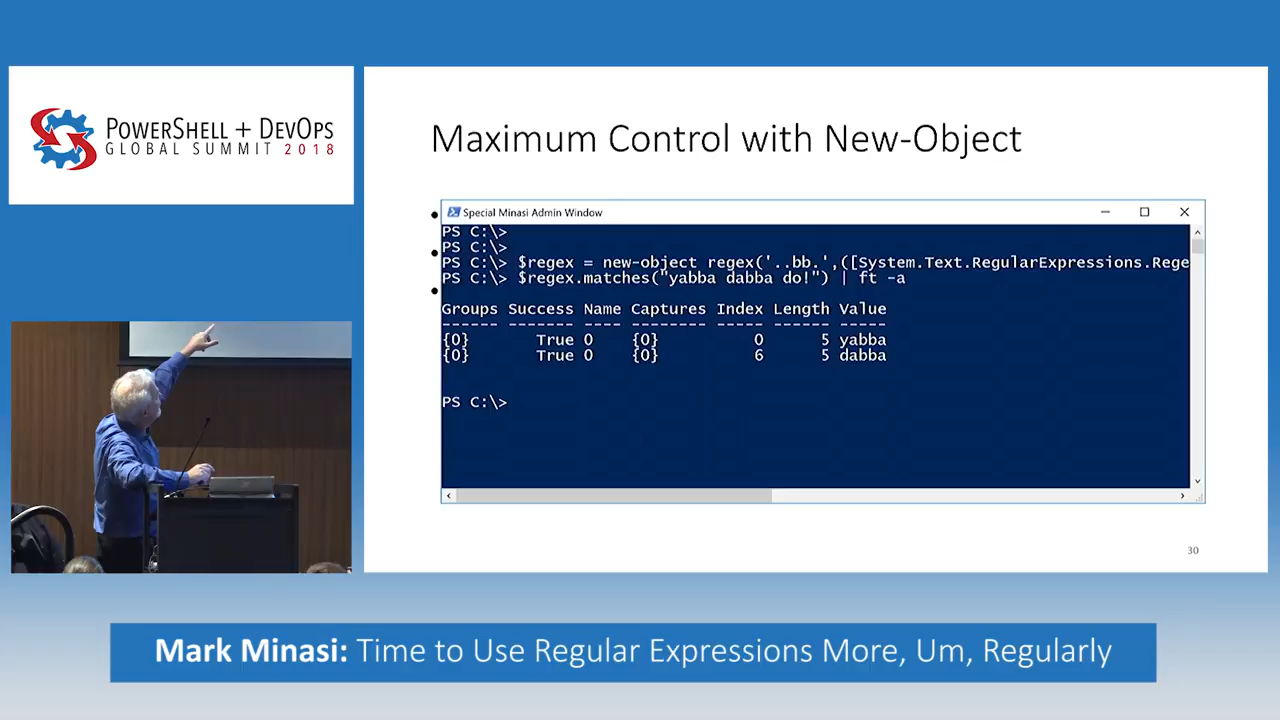 POWERSHELL + DEVOPS
GLOBAL SUMMIT 2018
Maximum Control with New-Object
Special Minasi Admin Window
PS C:\>
PS C:\>
PS C:\> $regex = new-object regex('..bb.',([System.Text.RegularExpressions.Rege
PS C:\> $regex.matches("yabba dabba do!") | ft -a
Groups Success Name Captures Index Length Value
------ ------- ---- -------- ----- ------ -----
{0} True 0 {0} 0 5 yabba
{0} True 0 {0} 6 5 dabba
PS C:\>
30
Mark Minasi: Time to Use Regular Expressions More, Um, Regularly